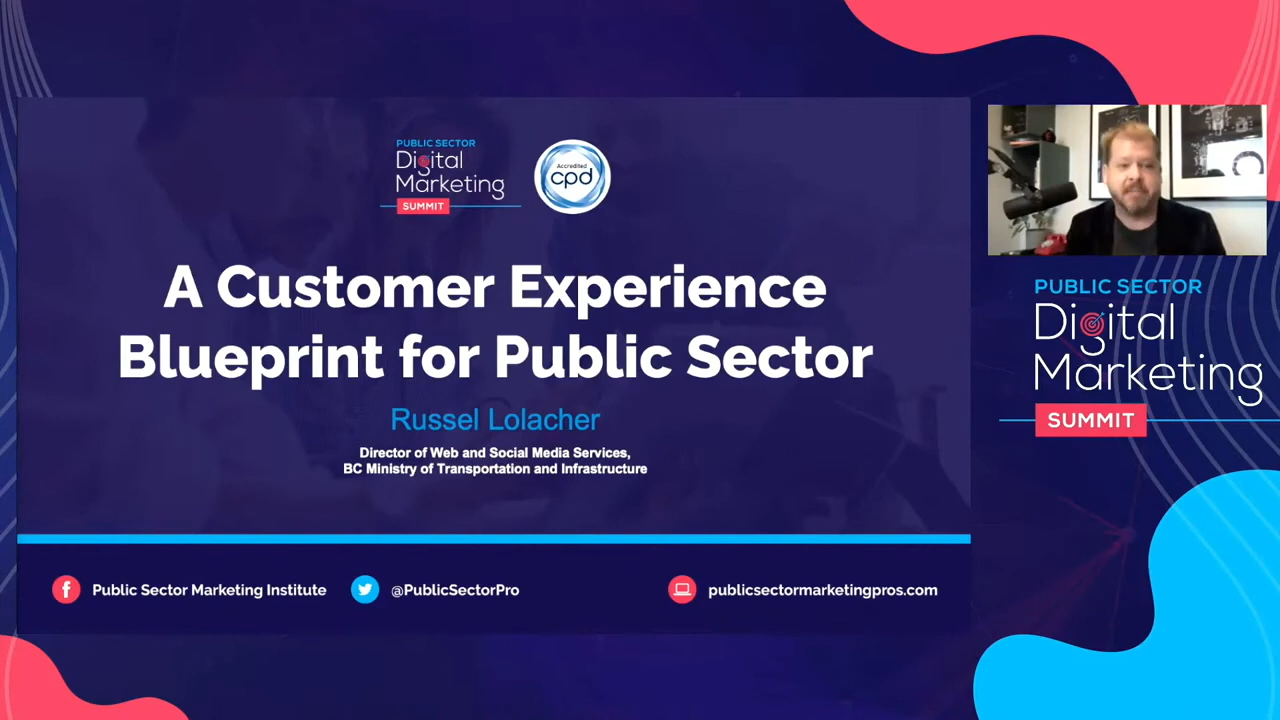 PUBLIC SECTOR
Digital
Marketing
SUMMIT
Accredited
cpd
A Customer Experience
Blueprint for Public Sector
Russel Lolacher
Director of Web and Social Media Services,
BC Ministry of Transportation and Infrastructure
Public Sector Marketing Institute
@PublicSectorPro
publicsectormarketingpros.com
PUBLIC SECTOR
Digital
Marketing
SUMMIT